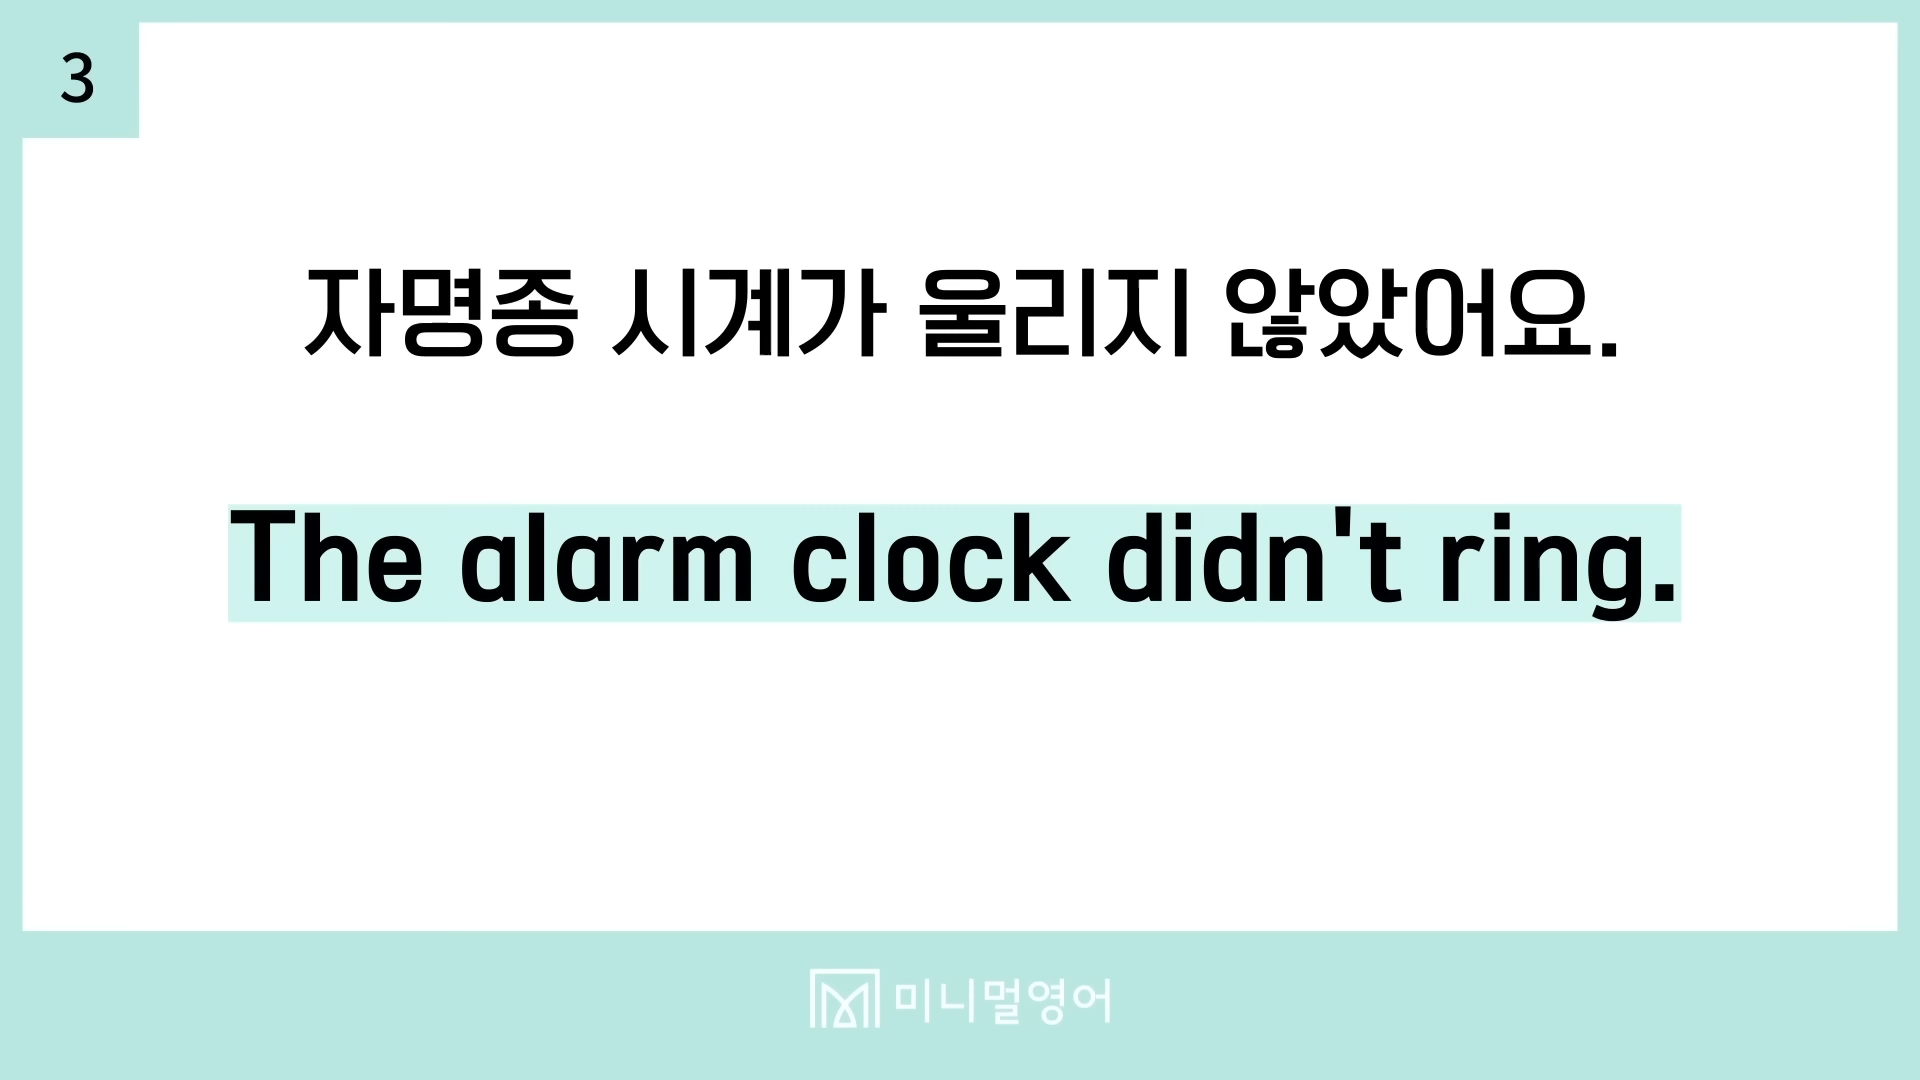 3
자명종 시계가 울리지 않았어요.
The alarm clock didn't ring.
미니멀영어